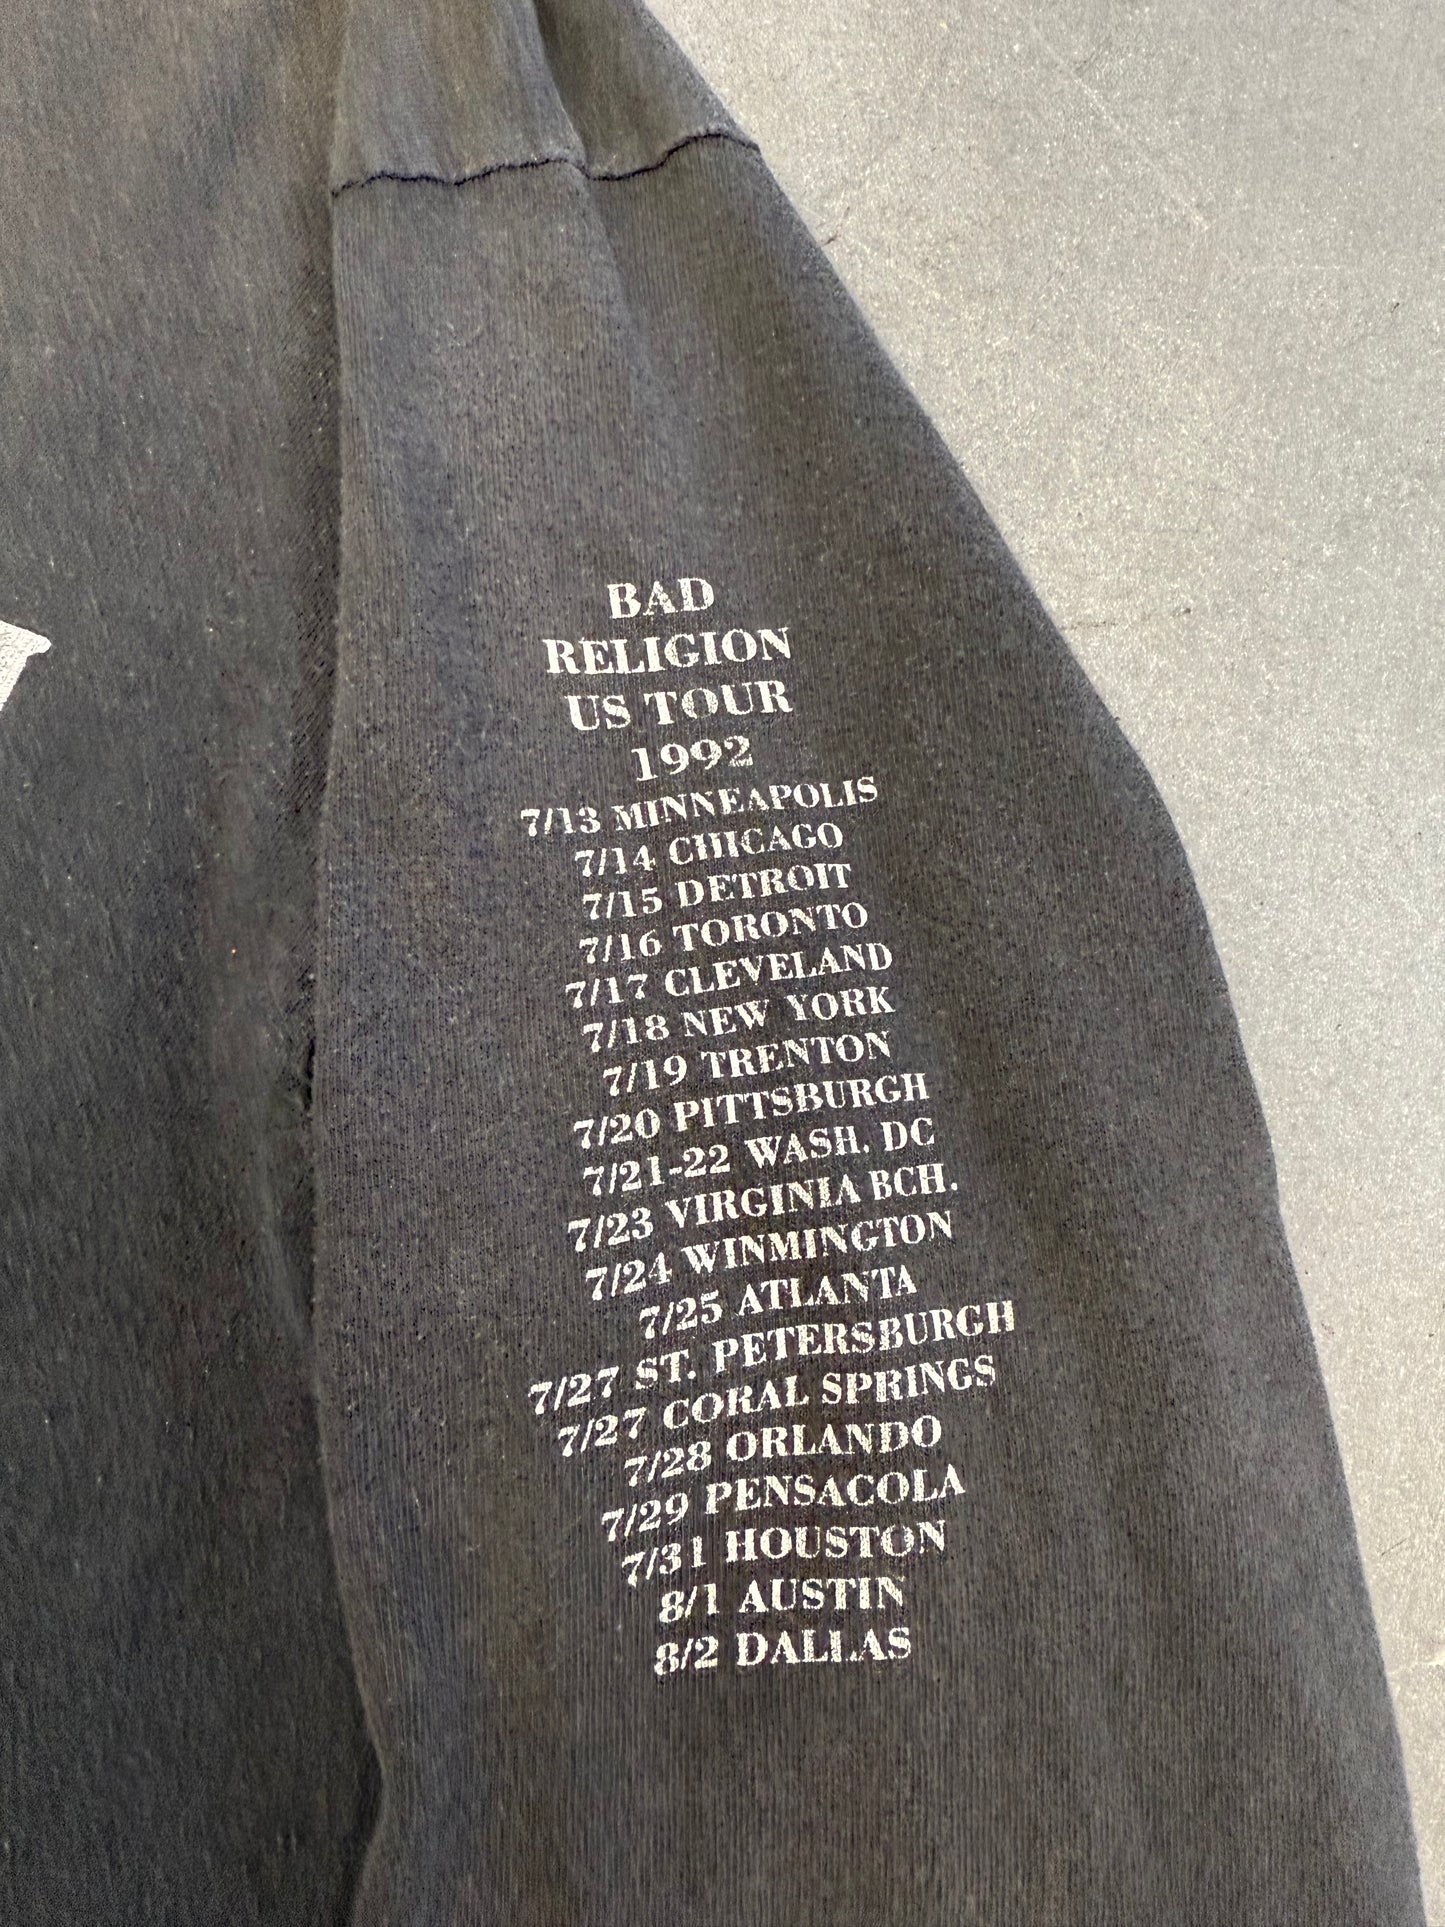 BAD
RELIGION
US TOUR
1992
7/13 MINNEAPOLIS
7/14 CHICAGO
7/15 DETROIT
7/16 TORONTO
7/17 CLEVELAND
7/18 NEW YORK
7/19 TRENTON
7/20 PITTSBURGH
7/21-22 WASH. DC
7/23 VIRGINIA BCH.
7/24 WINMINGTON
7/25 ATLANTA
7/27 ST. PETERSBURGH
7/27 CORAL SPRINGS
7/28 ORLANDO
7/29 PENSACOLA
7/31 HOUSTON
8/1 AUSTIN
8/2 DALLAS